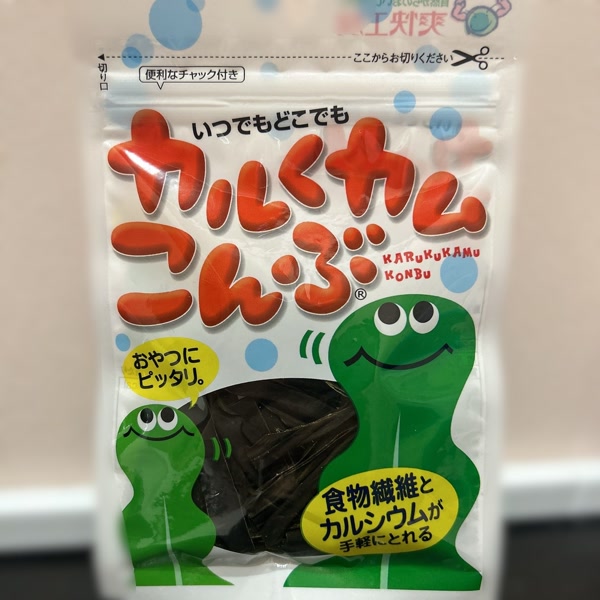 爽快工
ここからお切りください
切り口
便利なチャック付き
いつでもどこでも
カルくカム
こんぶ®
KARUKUKAMU
KONBU
おやつに
ピッタリ。
食物繊維と
カルシウムが
手軽にとれる